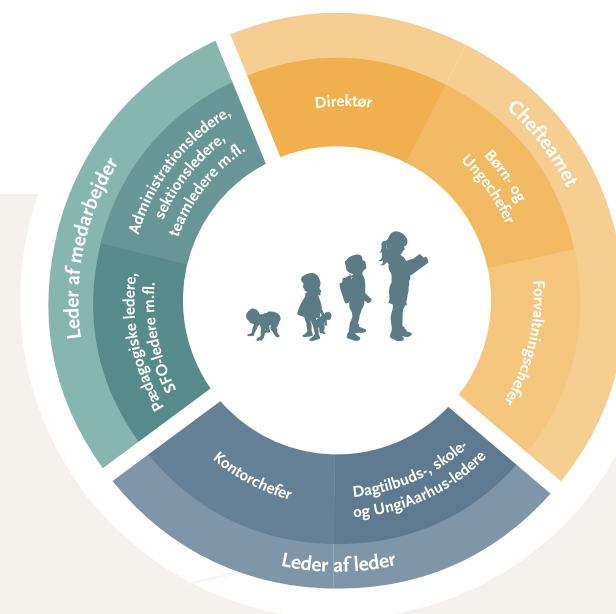 Chefteamet
Direktør
Børn- og
Ungechefer
Forvaltningschefer
Leder af leder
Dagtilbuds-, skole-
og UngiAarhus-ledere
Kontorchefer
Leder af medarbejder
Pædagogiske ledere,
SFO-ledere m.fl.
Administrationsledere,
sektionsledere,
teamledere m.fl.